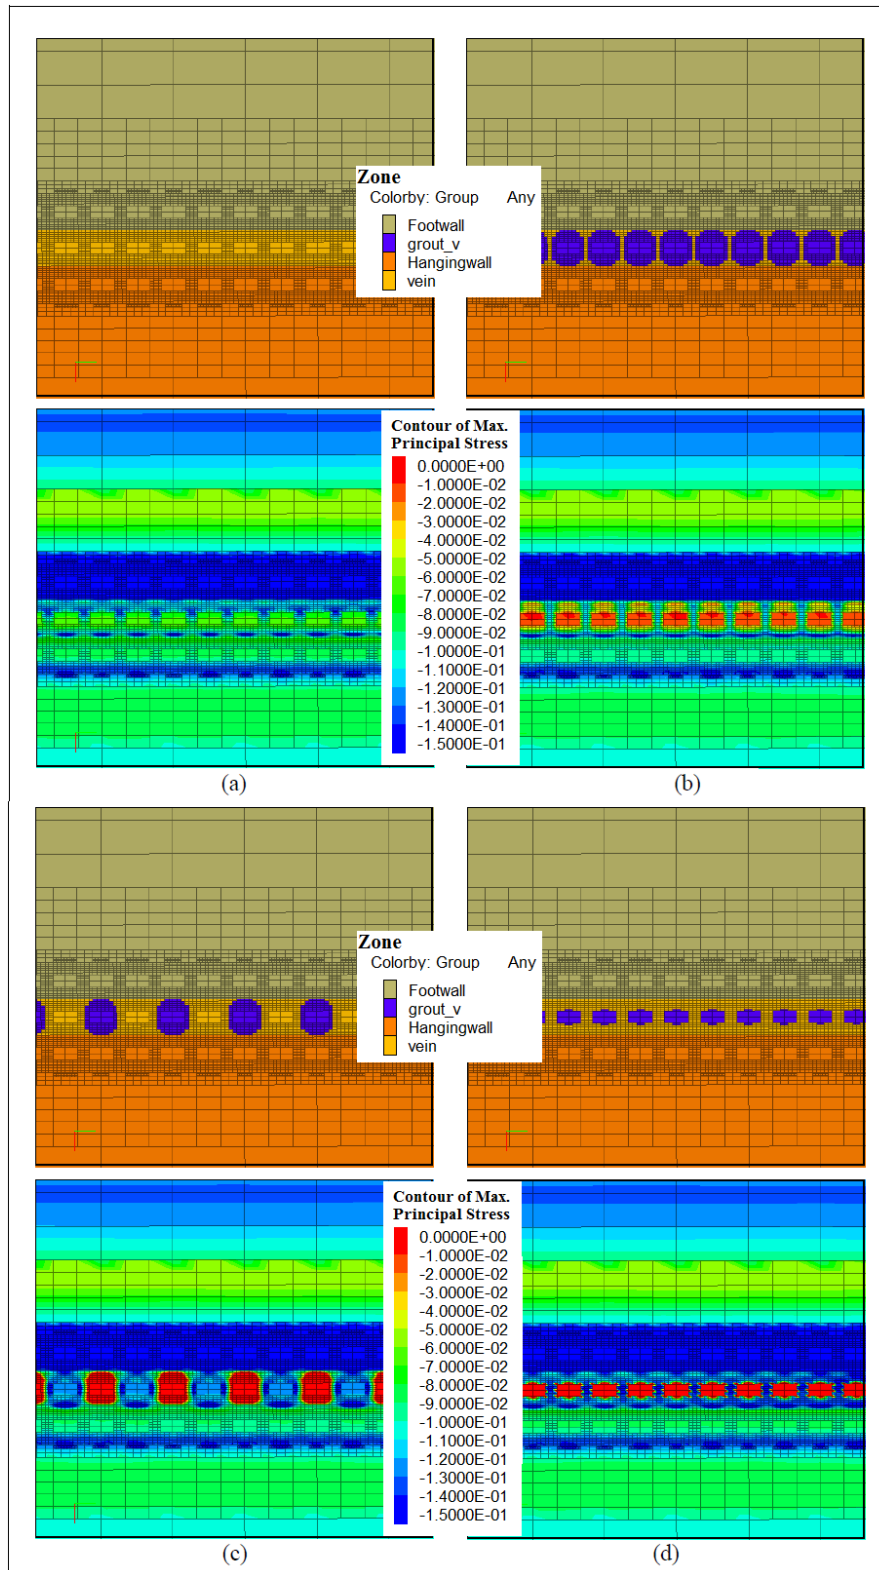 Zone
Colorby: Group Any
Footwall
grout_v
Hangingwall
vein
Contour of Max.
Principal Stress
0.0000E+00
-1.0000E-02
-2.0000E-02
-3.0000E-02
-4.0000E-02
-5.0000E-02
-6.0000E-02
-7.0000E-02
-8.0000E-02
-9.0000E-02
-1.0000E-01
-1.1000E-01
-1.2000E-01
-1.3000E-01
-1.4000E-01
-1.5000E-01
(a)
(b)
Zone
Colorby: Group Any
Footwall
grout_v
Hangingwall
vein
Contour of Max.
Principal Stress
0.0000E+00
-1.0000E-02
-2.0000E-02
-3.0000E-02
-4.0000E-02
-5.0000E-02
-6.0000E-02
-7.0000E-02
-8.0000E-02
-9.0000E-02
-1.0000E-01
-1.1000E-01
-1.2000E-01
-1.3000E-01
-1.4000E-01
-1.5000E-01
(c)
(d)